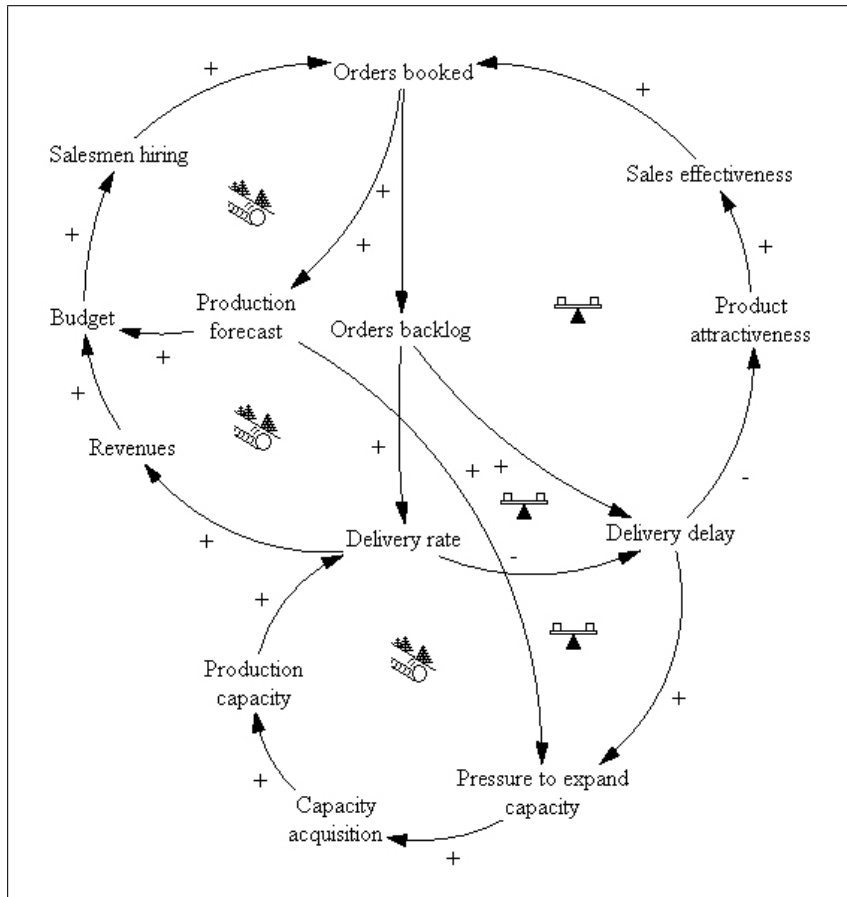 +
Orders booked
+
Salesmen hiring
Sales effectiveness
+
+
+
+
Budget
Production
forecast
Orders backlog
Product
attractiveness
+
+
Revenues
+
+ +
-
Delivery rate
Delivery delay
+
-
+
Production
capacity
+
+
Pressure to expand
capacity
Capacity
acquisition
+